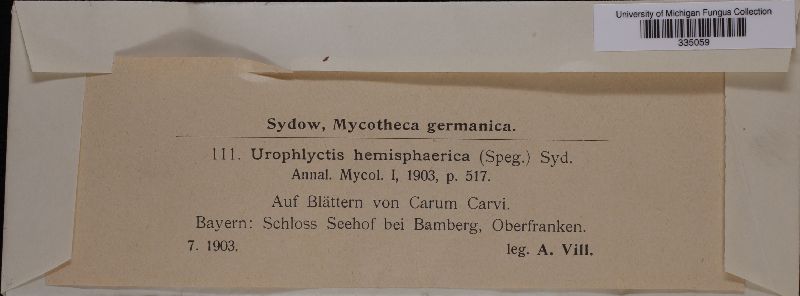 University of Michigan Fungus Collection
335059
Sydow, Mycotheca germanica.
111. Urophlyctis hemisphaerica (Speg.) Syd.
Annal. Mycol. I, 1903, p. 517.
Auf Blättern von Carum Carvi.
Bayern: Schloss Seehof bei Bamberg, Oberfranken.
7. 1903. leg. A. Vill.